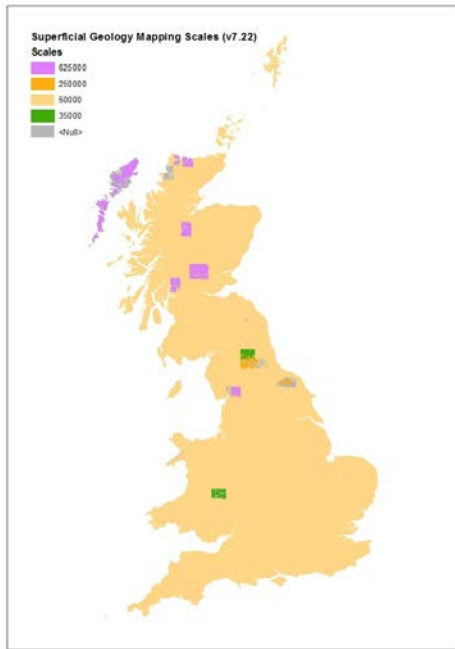 Superficial Geology Mapping Scales (v7.22)
Scales
625000
250000
50000
35000
<Null>